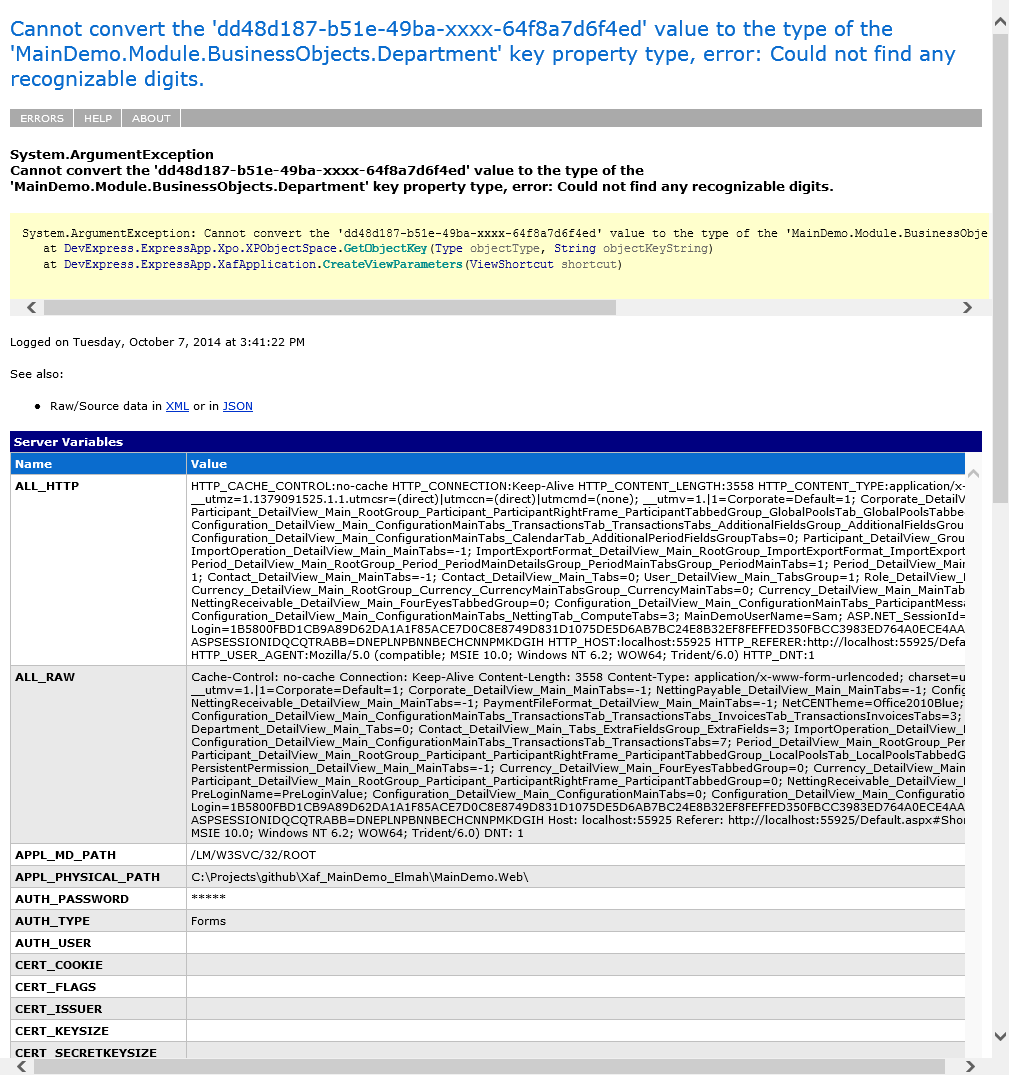 Cannot convert the 'dd48d187-b51e-49ba-xxxx-64f8a7d6f4ed' value to the type of the
'MainDemo.Module.BusinessObjects.Department' key property type, error: Could not find any
recognizable digits.
ERRORS HELP ABOUT
System.ArgumentException
Cannot convert the 'dd48d187-b51e-49ba-xxxx-64f8a7d6f4ed' value to the type of the
'MainDemo.Module.BusinessObjects.Department' key property type, error: Could not find any recognizable digits.
System.ArgumentException: Cannot convert the 'dd48d187-b51e-49ba-xxxx-64f8a7d6f4ed' value to the type of the 'MainDemo.Module.BusinessObje
at DevExpress.ExpressApp.Xpo.XPObjectSpace.GetObjectKey(Type objectType, String objectKeyString)
at DevExpress.ExpressApp.XafApplication.CreateViewParameters(ViewShortcut shortcut)
Logged on Tuesday, October 7, 2014 at 3:41:22 PM
See also:
• Raw/Source data in XML or in JSON
Server Variables
Name Value
ALL_HTTP HTTP_CACHE_CONTROL:no-cache HTTP_CONNECTION:Keep-Alive HTTP_CONTENT_LENGTH:3558 HTTP_CONTENT_TYPE:application/x-
__utmz=1.1379091525.1.1.utmcsr=(direct)|utmccn=(direct)|utmcmd=(none); __utmv=1.|1=Corporate=Default=1; Corporate_DetailV
Participant_DetailView_Main_RootGroup_Participant_ParticipantRightFrame_ParticipantTabbedGroup_GlobalPoolsTab_GlobalPoolsTabbed
Configuration_DetailView_Main_ConfigurationMainTabs_TransactionsTab_TransactionsTabs_AdditionalFieldsGroup_AdditionalFieldsGrou
Configuration_DetailView_Main_ConfigurationMainTabs_CalendarTab_AdditionalPeriodFieldsGroupTabs=0; Participant_DetailView_Grou
ImportOperation_DetailView_Main_MainTabs=-1; ImportExportFormat_DetailView_Main_RootGroup_ImportExportFormat_ImportExport
Period_DetailView_Main_RootGroup_Period_PeriodMainDetailsGroup_PeriodMainTabsGroup_PeriodMainTabs=1; Period_DetailView_Main
1; Contact_DetailView_Main_MainTabs=-1; Contact_DetailView_Main_Tabs=0; User_DetailView_Main_TabsGroup=1; Role_DetailView_
Currency_DetailView_Main_RootGroup_Currency_CurrencyMainTabsGroup_CurrencyMainTabs=0; Currency_DetailView_Main_MainTab
NettingReceivable_DetailView_Main_FourEyesTabbedGroup=0; Configuration_DetailView_Main_ConfigurationMainTabs_ParticipantMessa
Configuration_DetailView_Main_ConfigurationMainTabs_NettingTab_ComputeTabs=3; MainDemoUserName=Sam; ASP.NET_SessionId=
Login=1B5800FBD1CB9A89D62DA1A1F85ACE7D0C8E8749D831D1075DE5D6AB7BC24E8B32EF8FEFFED350FBCC3983ED764A0ECE4AA
ASPSESSIONIDQCQTRABB=DNEPLNPBNNBECHCNNPMKDGIH HTTP_HOST:localhost:55925 HTTP_REFERER:http://localhost:55925/Defa
HTTP_USER_AGENT:Mozilla/5.0 (compatible; MSIE 10.0; Windows NT 6.2; WOW64; Trident/6.0) HTTP_DNT:1
ALL_RAW Cache-Control: no-cache Connection: Keep-Alive Content-Length: 3558 Content-Type: application/x-www-form-urlencoded; charset=u
__utmv=1.|1=Corporate=Default=1; Corporate_DetailView_Main_MainTabs=-1; NettingPayable_DetailView_Main_MainTabs=-1; Config
NettingReceivable_DetailView_Main_MainTabs=-1; PaymentFileFormat_DetailView_Main_MainTabs=-1; NetCENTheme=Office2010Blue;
Configuration_DetailView_Main_ConfigurationMainTabs_TransactionsTab_TransactionsTabs_InvoicesTab_TransactionsInvoicesTabs=3;
Department_DetailView_Main_Tabs=0; Contact_DetailView_Main_Tabs_ExtraFieldsGroup_ExtraFields=3; ImportOperation_DetailView_M
Configuration_DetailView_Main_ConfigurationMainTabs_TransactionsTab_TransactionsTabs=7; Period_DetailView_Main_RootGroup_Per
Participant_DetailView_Main_RootGroup_Participant_ParticipantRightFrame_ParticipantTabbedGroup_LocalPoolsTab_LocalPoolsTabbedG
PersistentPermission_DetailView_Main_MainTabs=-1; Currency_DetailView_Main_FourEyesTabbedGroup=0; Currency_DetailView_Main
Participant_DetailView_Main_RootGroup_Participant_ParticipantRightFrame_ParticipantTabbedGroup=0; NettingReceivable_DetailView_M
PreLoginName=PreLoginValue; Configuration_DetailView_Main_ConfigurationMainTabs=0; Configuration_DetailView_Main_Configuratio
Login=1B5800FBD1CB9A89D62DA1A1F85ACE7D0C8E8749D831D1075DE5D6AB7BC24E8B32EF8FEFFED350FBCC3983ED764A0ECE4AA
ASPSESSIONIDQCQTRABB=DNEPLNPBNNBECHCNNPMKDGIH Host: localhost:55925 Referer: http://localhost:55925/Default.aspx#Shor
MSIE 10.0; Windows NT 6.2; WOW64; Trident/6.0) DNT: 1
APPL_MD_PATH /LM/W3SVC/32/ROOT
APPL_PHYSICAL_PATH C:\Projects\github\Xaf_MainDemo_Elmah\MainDemo.Web\
AUTH_PASSWORD *****
AUTH_TYPE Forms
AUTH_USER
CERT_COOKIE
CERT_FLAGS
CERT_ISSUER
CERT_KEYSIZE
CERT_SECRETKEYSIZE